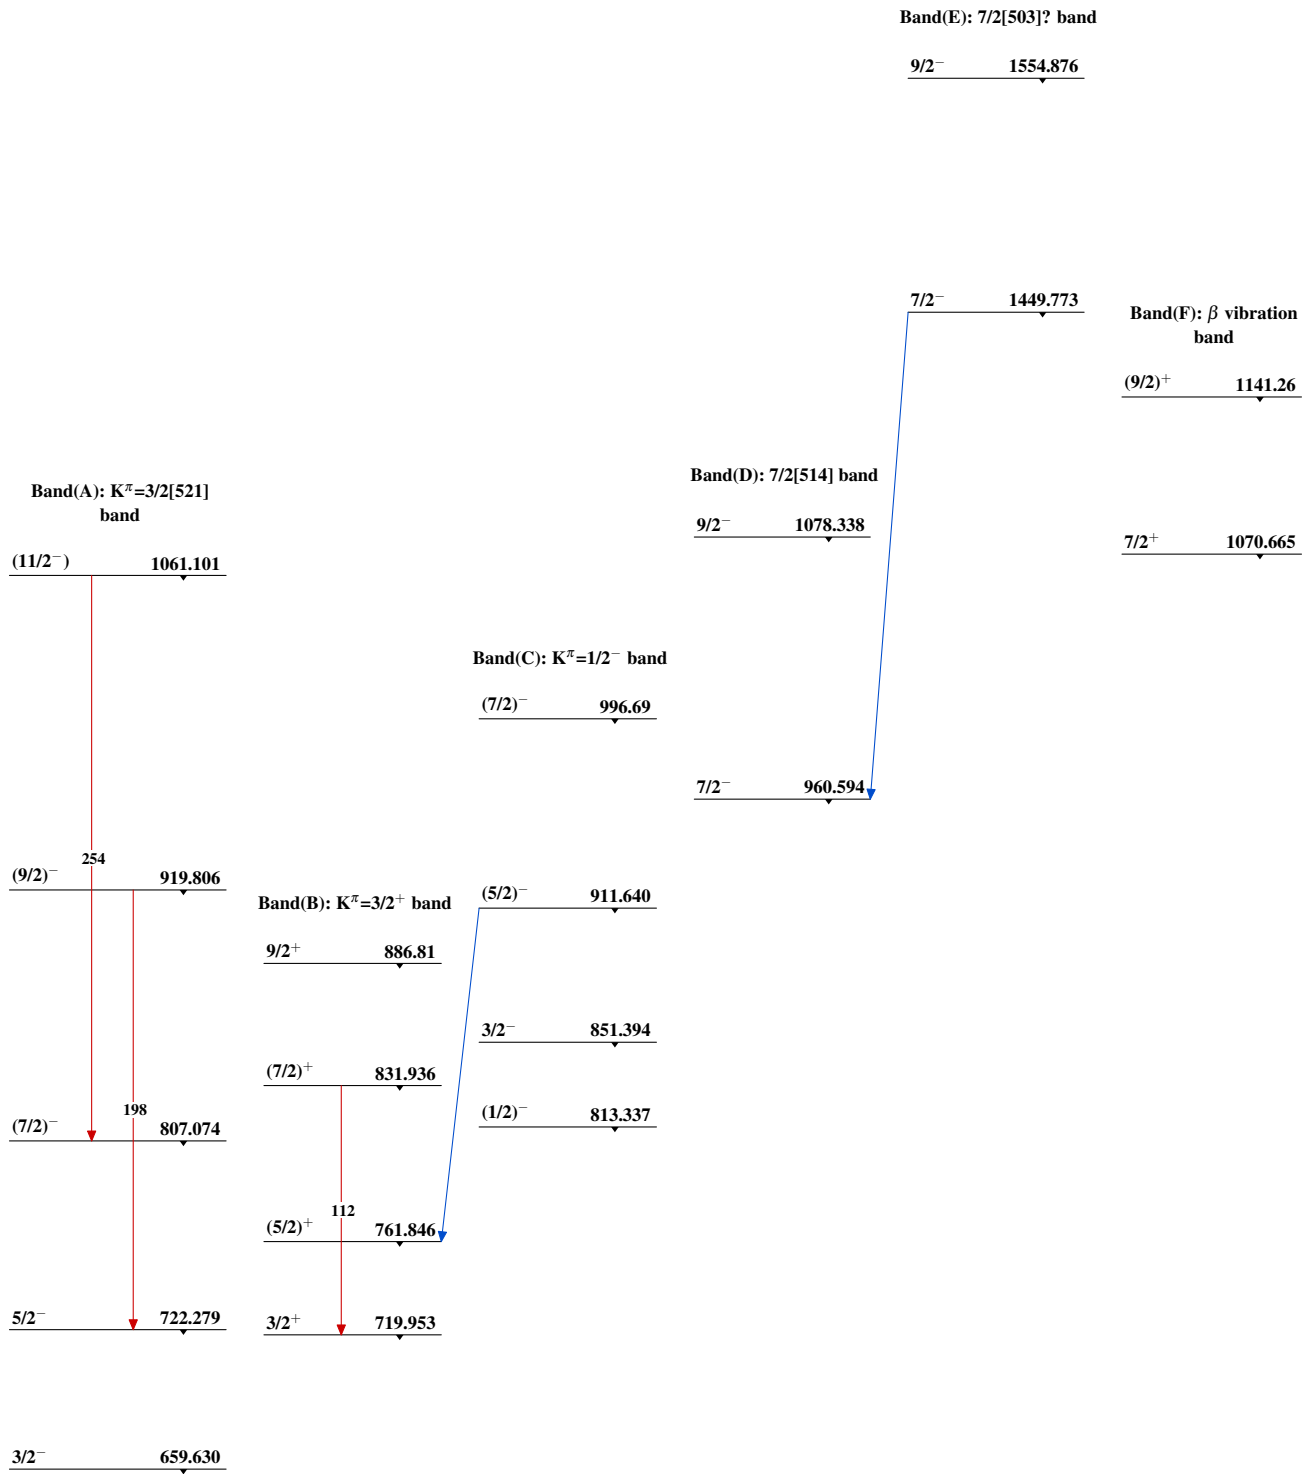 Band(E): 7/2[503]? band
9/2⁻ 1554.876
7/2⁻ 1449.773
Band(F): β vibration
band
(9/2)⁺ 1141.26
7/2⁺ 1070.665
Band(D): 7/2[514] band
9/2⁻ 1078.338
7/2⁻ 960.594
Band(A): Kᵖⁱ=3/2[521]
band
(11/2⁻) 1061.101
254
(9/2)⁻ 919.806
198
(7/2)⁻ 807.074
5/2⁻ 722.279
3/2⁻ 659.630
Band(B): K^π=3/2⁺ band
9/2⁺ 886.81
(7/2)⁺ 831.936
112
(5/2)⁺ 761.846
3/2⁺ 719.953
Band(C): K^π=1/2⁻ band
(7/2)⁻ 996.69
(5/2)⁻ 911.640
3/2⁻ 851.394
(1/2)⁻ 813.337